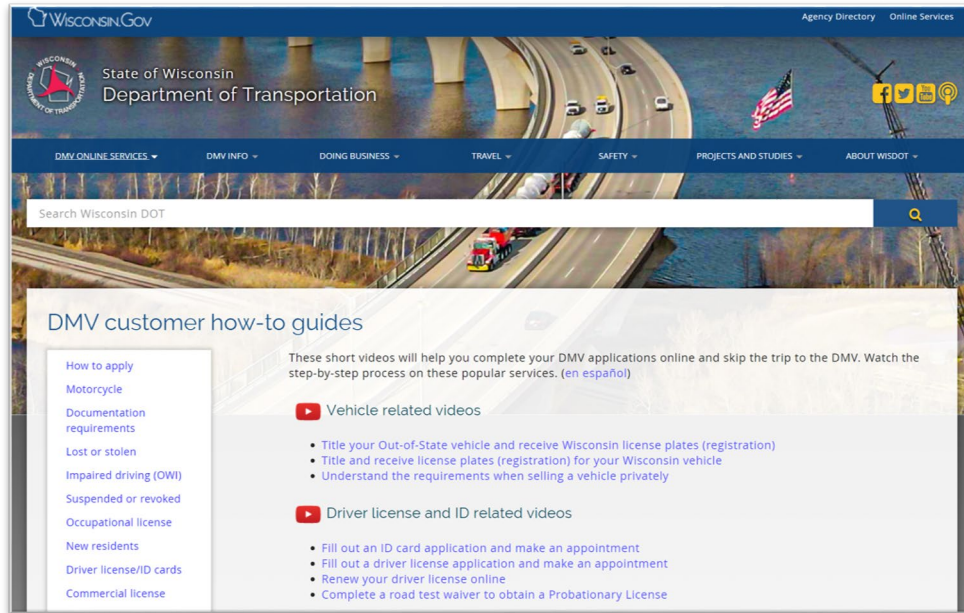 WISCONSIN.GOV
Agency Directory Online Services
WISCONSIN
DEPARTMENT OF TRANSPORTATION
State of Wisconsin
Department of Transportation
DMV ONLINE SERVICES
DMV INFO
DOING BUSINESS
TRAVEL
SAFETY
PROJECTS AND STUDIES
ABOUT WISDOT
Search Wisconsin DOT
DMV customer how-to guides
How to apply
Motorcycle
Documentation
requirements
Lost or stolen
Impaired driving (OWI)
Suspended or revoked
Occupational license
New residents
Driver license/ID cards
Commercial license
These short videos will help you complete your DMV applications online and skip the trip to the DMV. Watch the
step-by-step process on these popular services. (en español)
Vehicle related videos
• Title your Out-of-State vehicle and receive Wisconsin license plates (registration)
• Title and receive license plates (registration) for your Wisconsin vehicle
• Understand the requirements when selling a vehicle privately
Driver license and ID related videos
• Fill out an ID card application and make an appointment
• Fill out a driver license application and make an appointment
• Renew your driver license online
• Complete a road test waiver to obtain a Probationary License